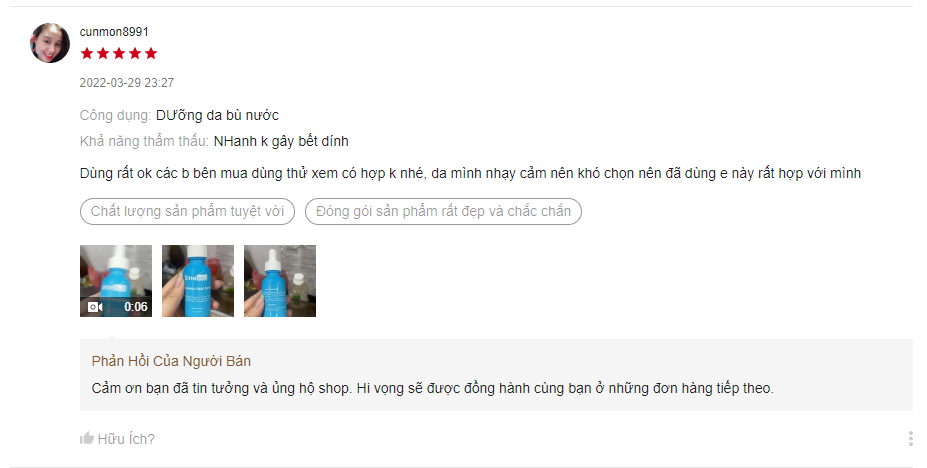 cunmon8991
2022-03-29 23:27
Công dụng: DƯỡng da bù nước
Khả năng thẩm thấu: NHanh k gây bết dính
Dùng rất ok các b bên mua dùng thử xem có hợp k nhé, da mình nhạy cảm nên khó chọn nên đã dùng e này rất hợp với mình
Chất lượng sản phẩm tuyệt vời
Đóng gói sản phẩm rất đẹp và chắc chắn
0:06
Phản Hồi Của Người Bán
Cảm ơn bạn đã tin tưởng và ủng hộ shop. Hi vọng sẽ được đồng hành cùng bạn ở những đơn hàng tiếp theo.
Hữu Ích?